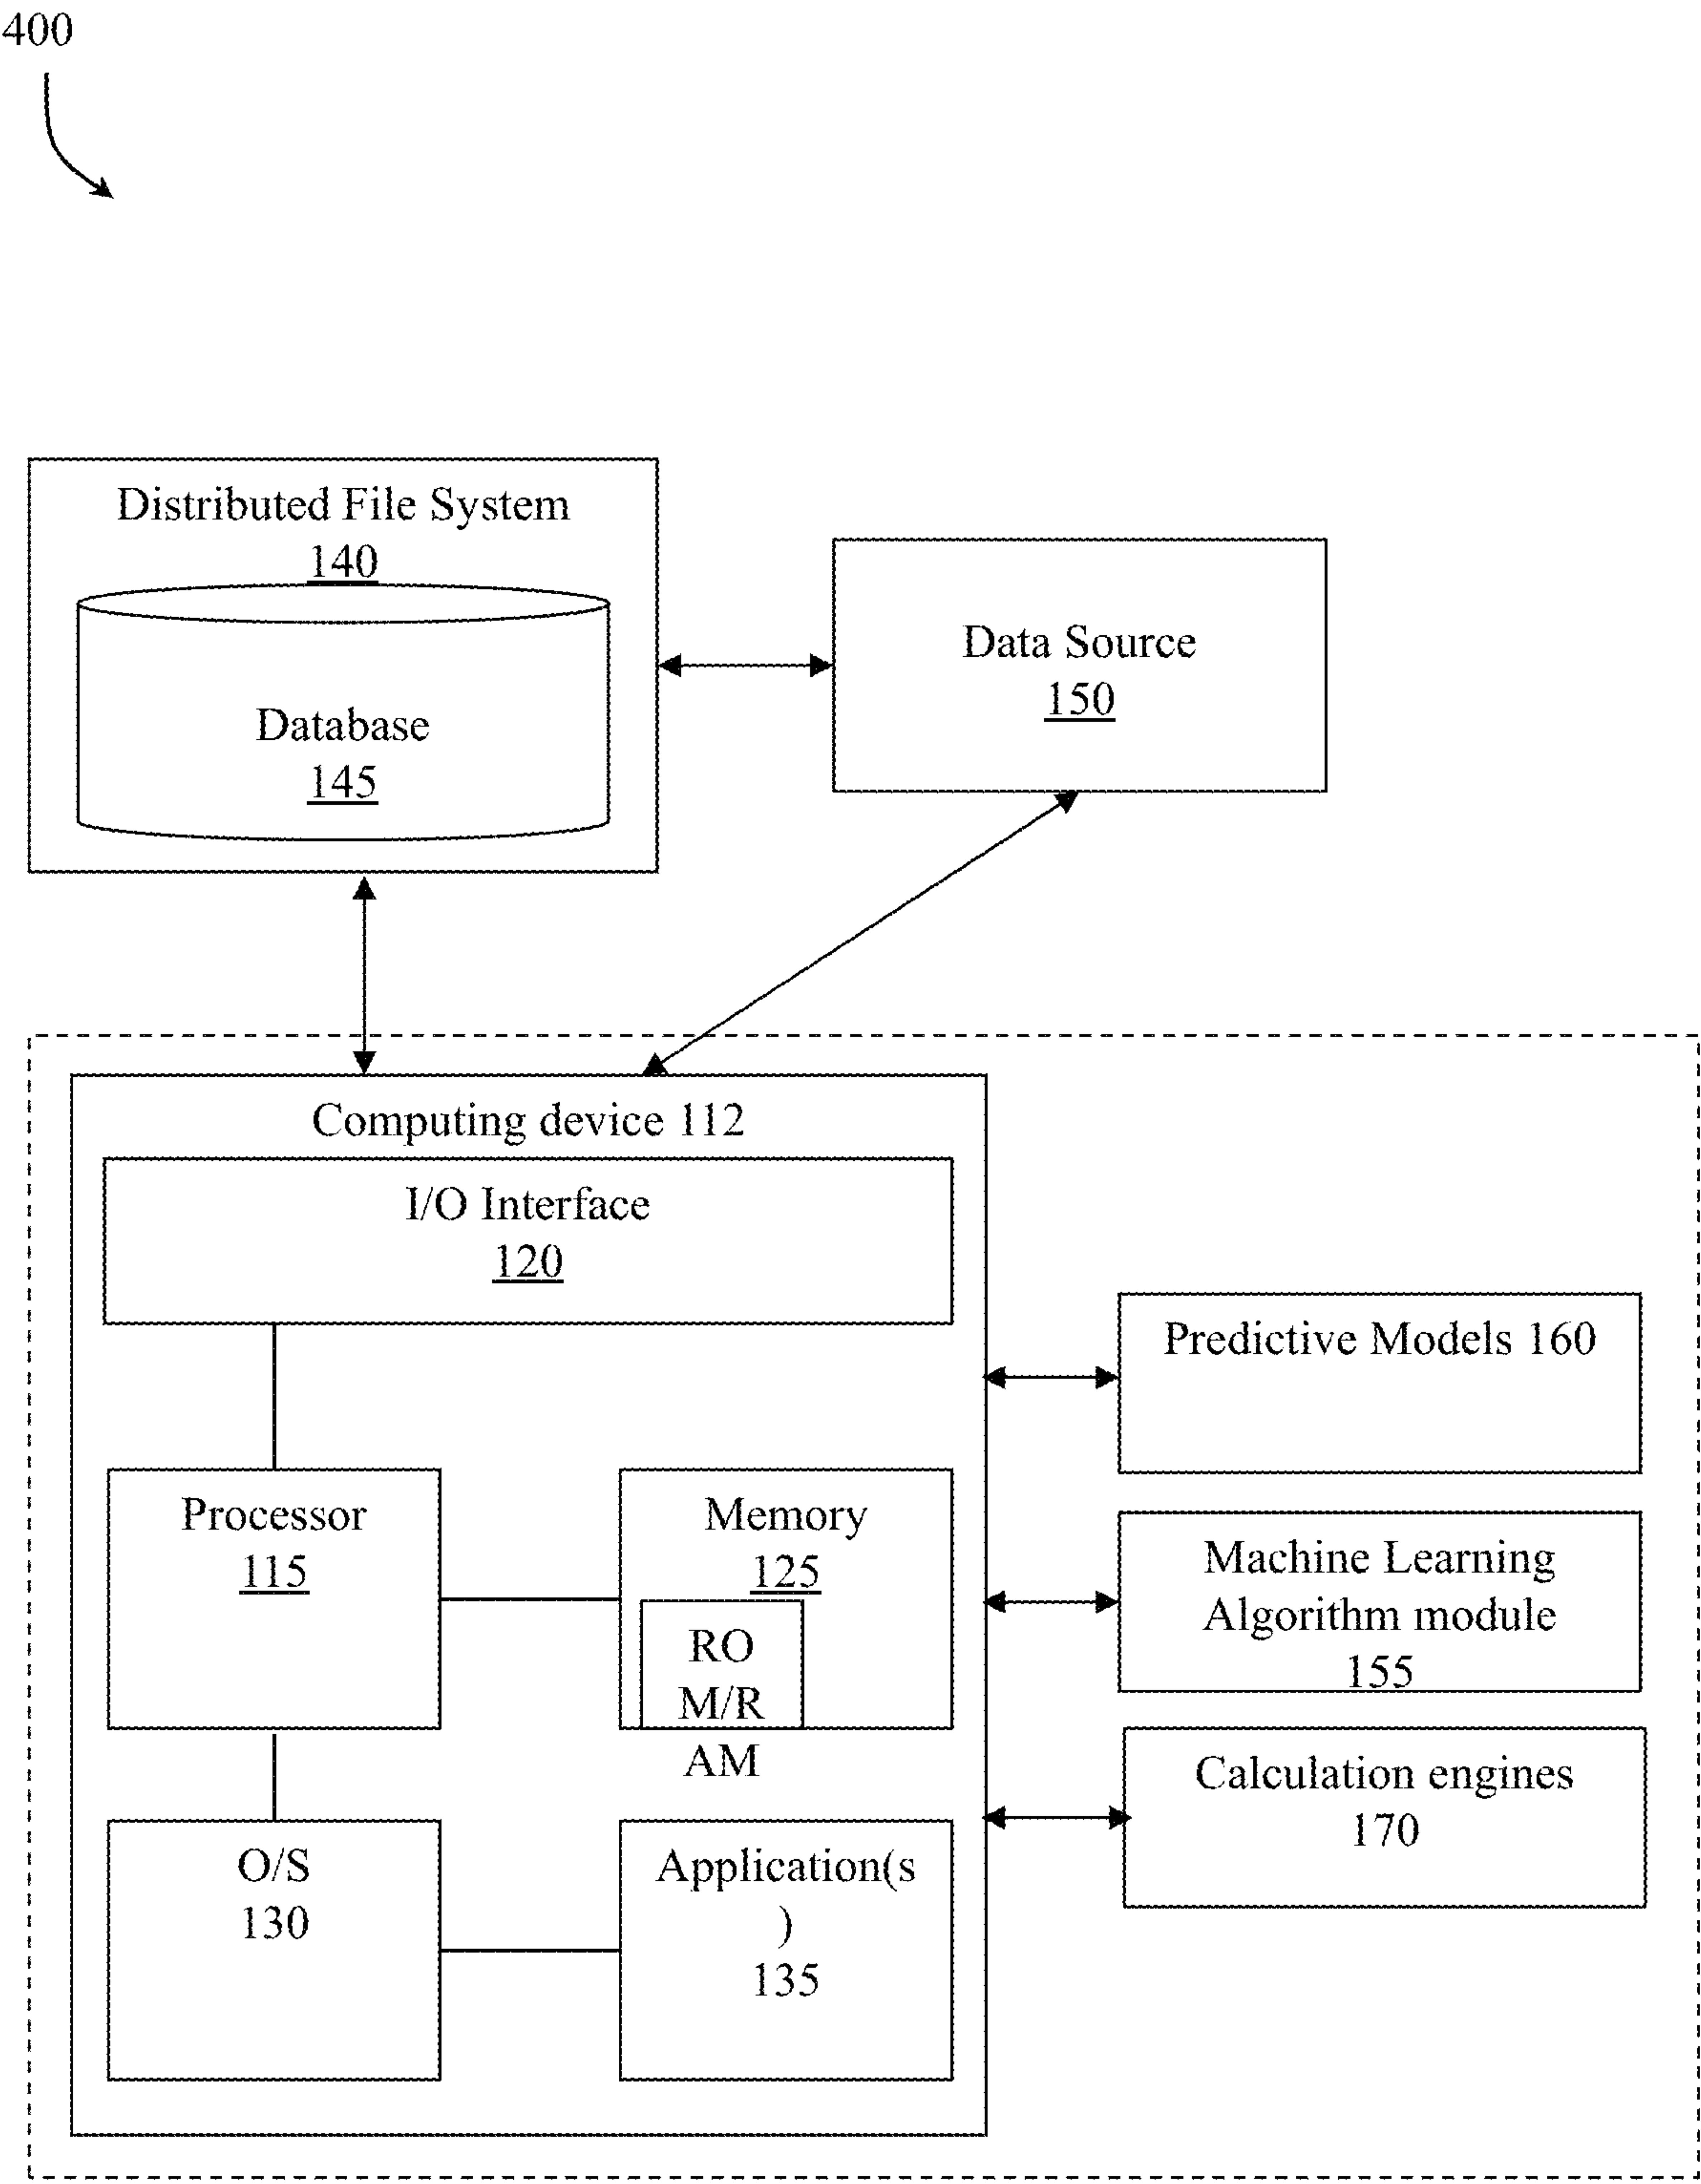 400
Distributed File System
140
Database
145
Data Source
150
Computing device 112
I/O Interface
120
Processor
115
Memory
125
RO
M/R
AM
O/S
130
Application(s
)
135
Predictive Models 160
Machine Learning
Algorithm module
155
Calculation engines
170